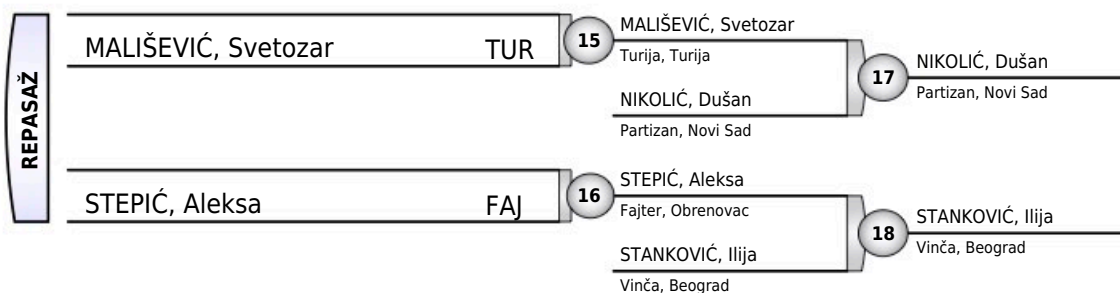 REPASAŽ
MALIŠEVIĆ, Svetozar TUR
15
MALIŠEVIĆ, Svetozar
Turija, Turija
NIKOLIĆ, Dušan
Partizan, Novi Sad
17
NIKOLIĆ, Dušan
Partizan, Novi Sad
STEPIĆ, Aleksa FAJ
16
STEPIĆ, Aleksa
Fajter, Obrenovac
STANKOVIĆ, Ilija
Vinča, Beograd
18
STANKOVIĆ, Ilija
Vinča, Beograd